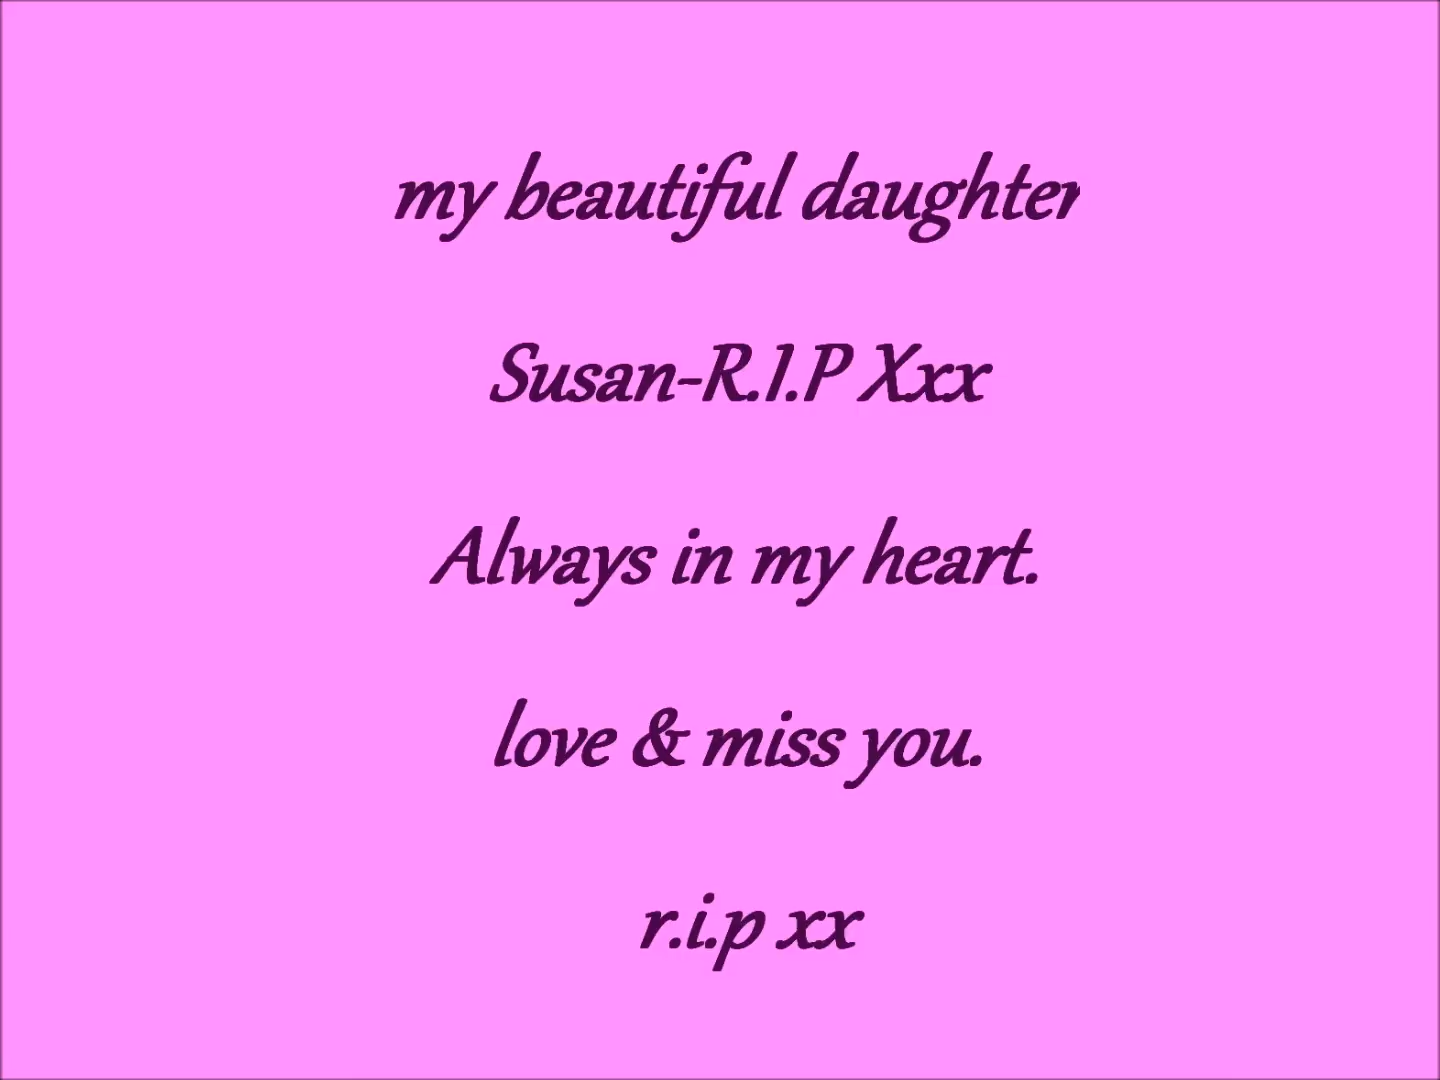 my beautiful daughter
Susan-R.I.P Xxx
Always in my heart.
love & miss you.
r.i.p xx